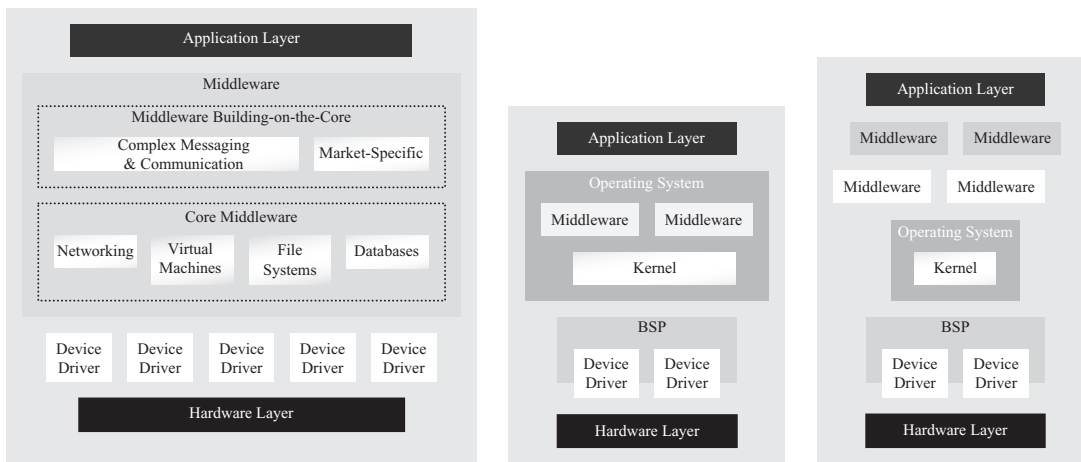 Application Layer
Middleware
Middleware Building-on-the-Core
Complex Messaging
& Communication
Market-Specific
Core Middleware
Networking
Virtual
Machines
File
Systems
Databases
Device
Driver
Device
Driver
Device
Driver
Device
Driver
Device
Driver
Hardware Layer
Application Layer
Operating System
Middleware
Middleware
Kernel
BSP
Device
Driver
Device
Driver
Hardware Layer
Application Layer
Middleware
Middleware
Middleware
Middleware
Operating System
Kernel
BSP
Device
Driver
Device
Driver
Hardware Layer